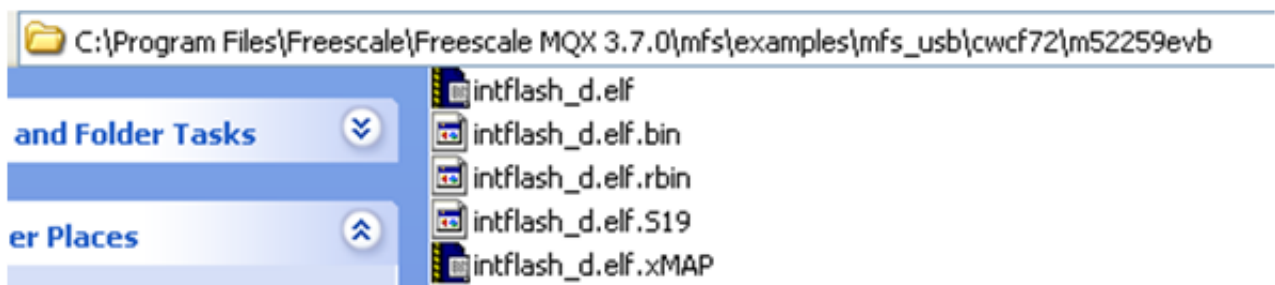 C:\Program Files\Freescale\Freescale MQX 3.7.0\mfs\examples\mfs_usb\cwcf72\m52259evb
and Folder Tasks
er Places
intflash_d.elf
intflash_d.elf.bin
intflash_d.elf.rbin
intflash_d.elf.S19
intflash_d.elf.xMAP